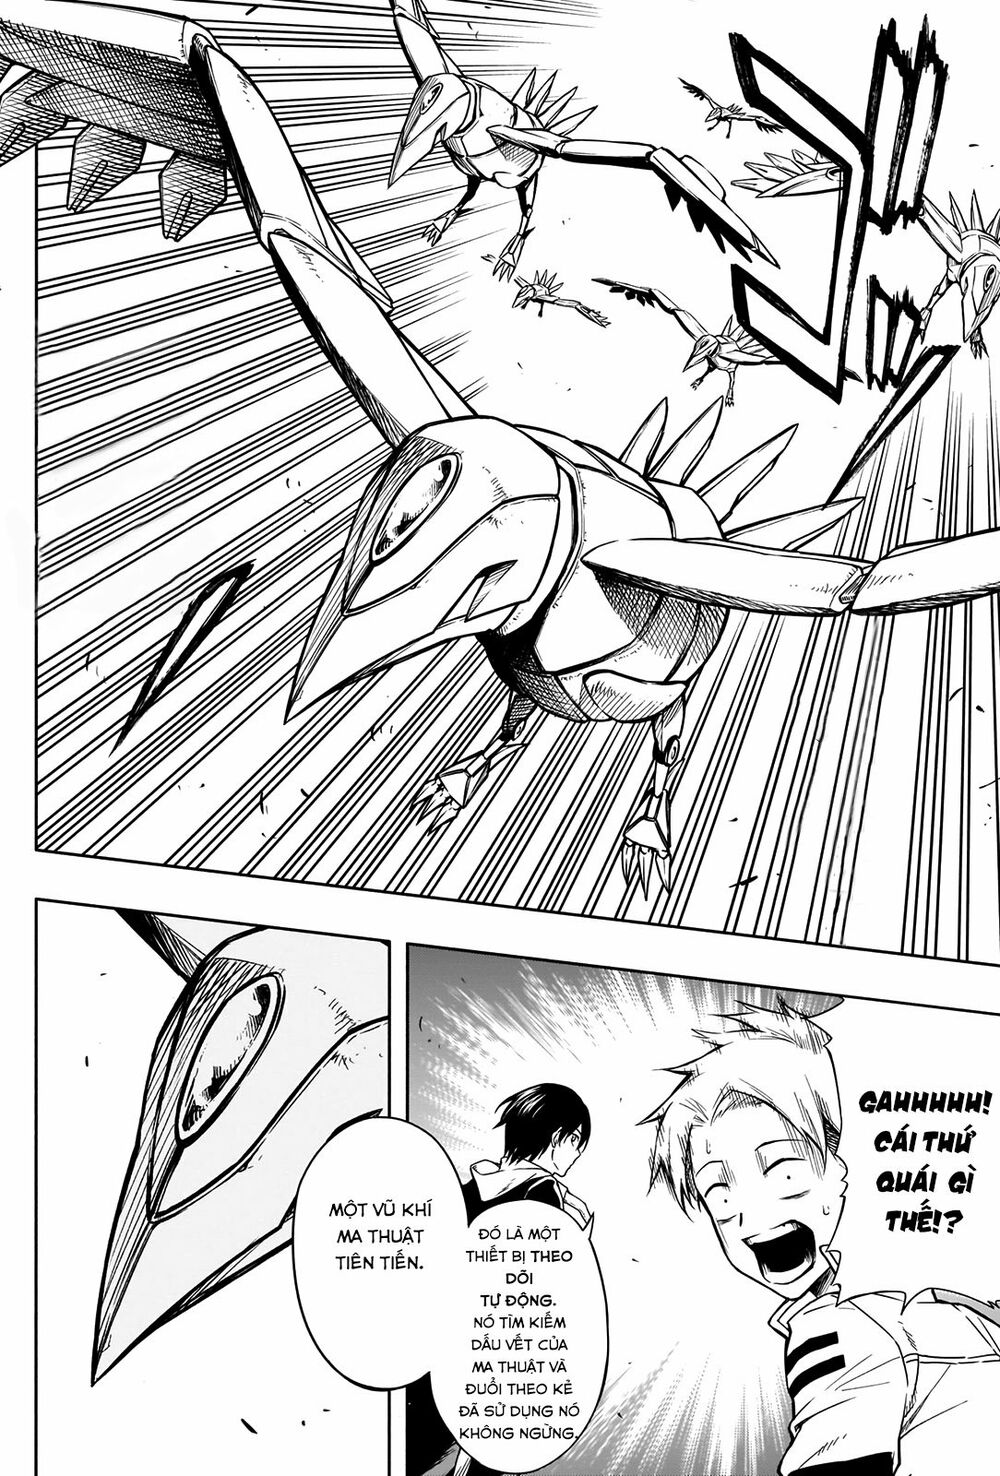 GAHHHHH!
CÁI THỨ
QUÁI GÌ
THẾ!?
ĐÓ LÀ MỘT
THIẾT BỊ THEO
DÕI
TỰ ĐỘNG.
NÓ TÌM KIẾM
DẤU VẾT CỦA
MA THUẬT VÀ
ĐUỔI THEO KẺ
ĐÃ SỬ DỤNG NÓ
KHÔNG NGỪNG.
MỘT VŨ KHÍ
MA THUẬT
TIÊN TIẾN.